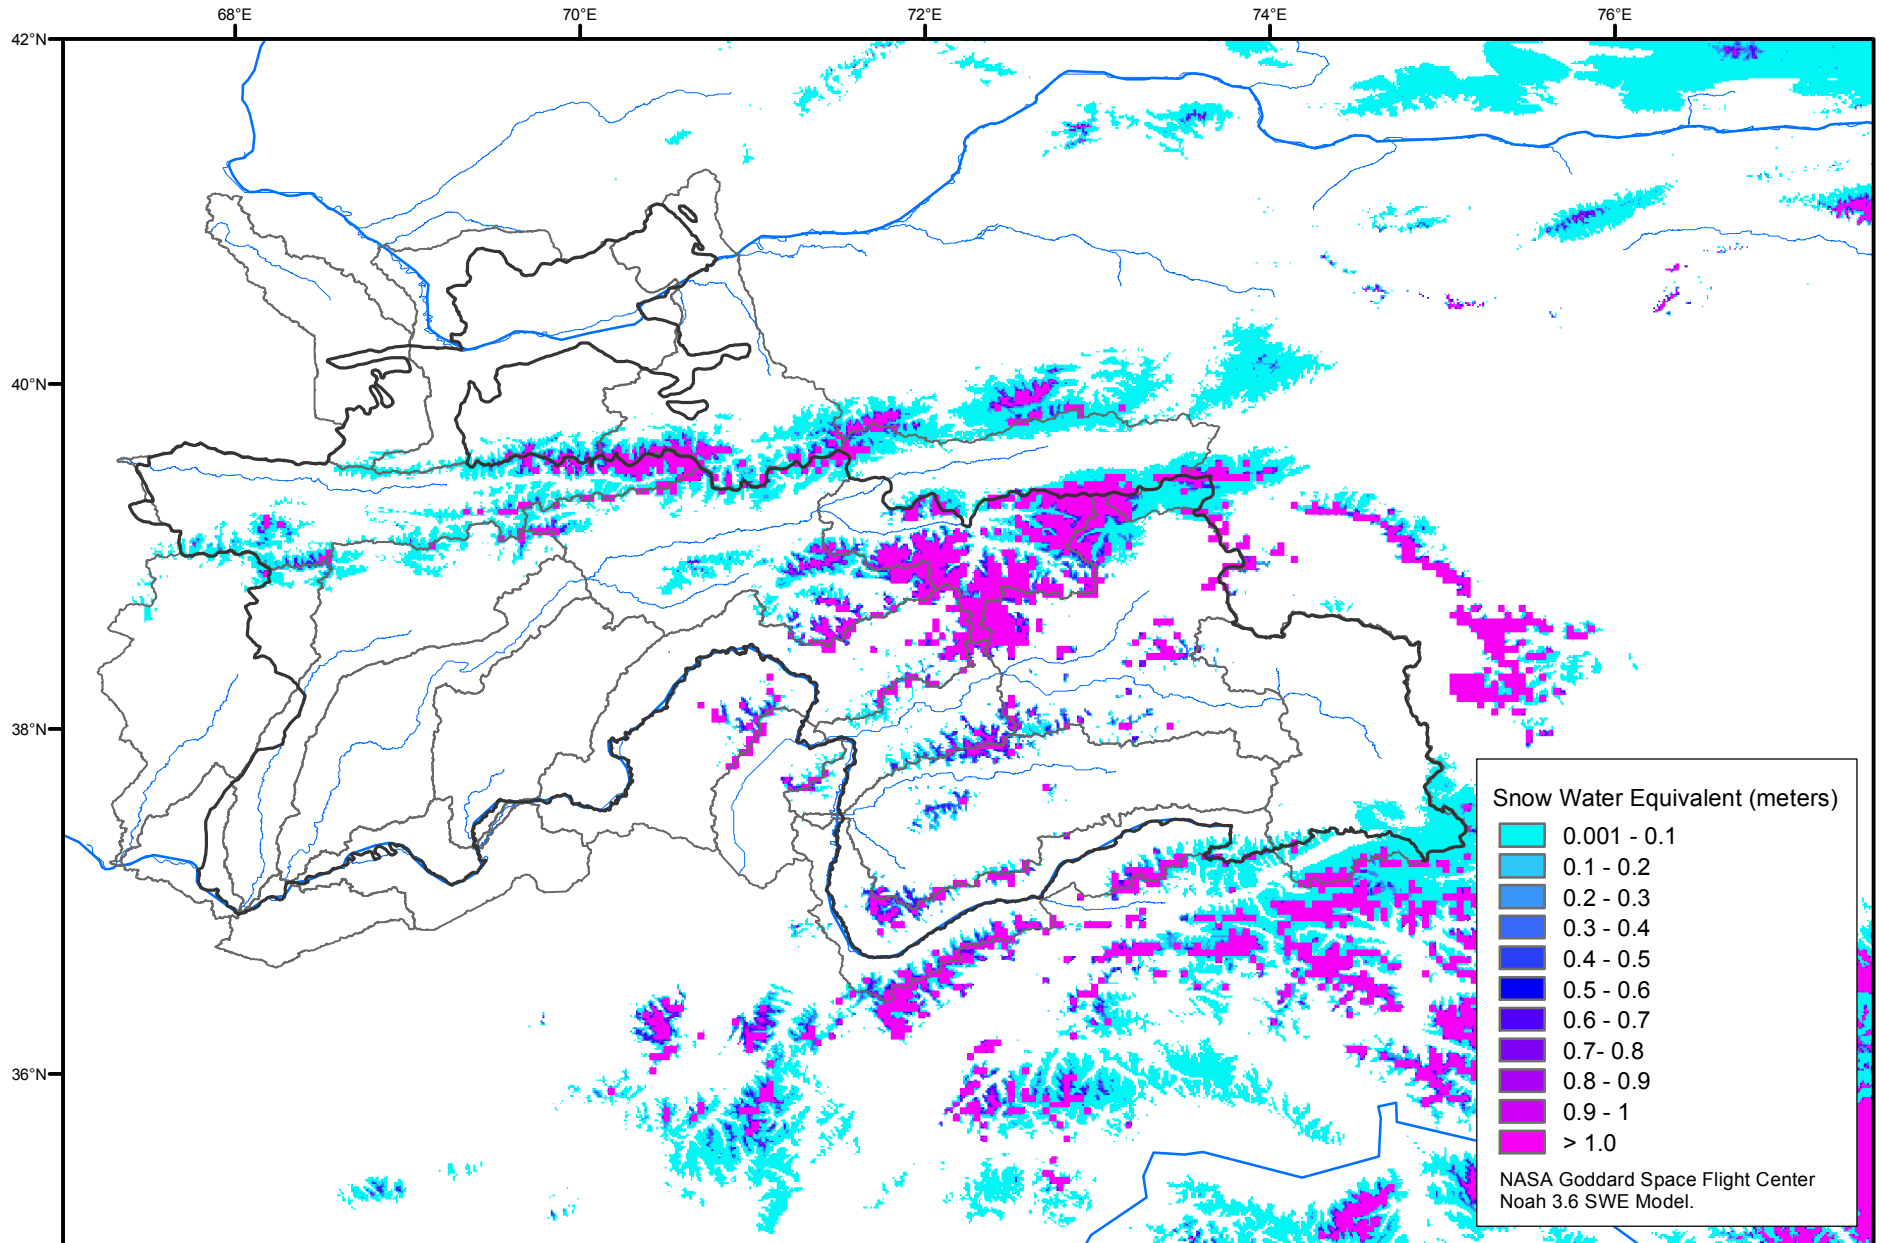 68°E
70°E
72°E
74°E
76°E
42°N
40°N
38°N
36°N
Snow Water Equivalent (meters)
0.001 - 0.1
0.1 - 0.2
0.2 - 0.3
0.3 - 0.4
0.4 - 0.5
0.5 - 0.6
0.6 - 0.7
0.7- 0.8
0.8 - 0.9
0.9 - 1
> 1.0
NASA Goddard Space Flight Center
Noah 3.6 SWE Model.